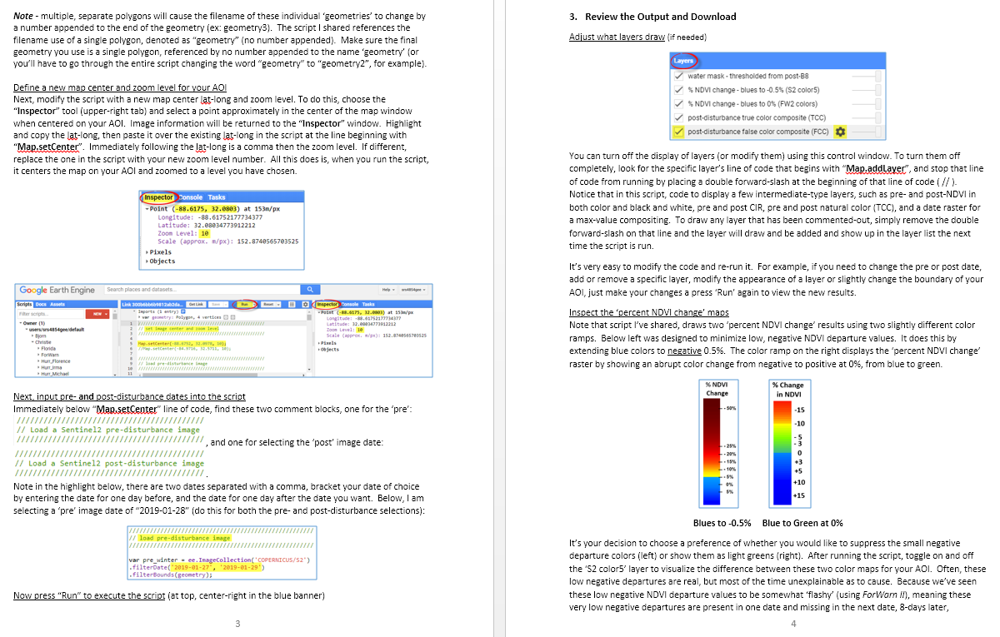 Note - multiple, separate polygons will cause the filename of these individual ‘geometries’ to change by
a number appended to the end of the geometry (ex: geometry3). The script I shared references the
filename use of a single polygon, denoted as “geometry” (no number appended). Make sure the final
geometry you use is a single polygon, referenced by no number appended to the name ‘geometry’ (or
you’ll have to go through the entire script changing the word “geometry” to “geometry2”, for example).
Define a new map center and zoom level for your AOI
Next, modify the script with a new map center lat-long and zoom level. To do this, choose the
“Inspector” tool (upper-right tab) and select a point approximately in the center of the map window
when centered on your AOI. Image information will be returned to the “Inspector” window. Highlight
and copy the lat-long, then paste it over the existing lat-long in the script at the line beginning with
“Map.setCenter”. Immediately following the lat-long is a comma then the zoom level. If different,
replace the one in the script with your new zoom level number. All this does is, when you run the script,
it centers the map on your AOI and zoomed to a level you have chosen.
Inspector Console Tasks
Point (-88.6175, 32.0803) at 153m/px
Longitude: -88.61752177734377
Latitude: 32.08034773912212
Zoom Level: 10
Scale (approx. m/px): 152.8740565703525
Pixels
Objects
Google Earth Engine Search places and datasets... Help
Scripts Docs Assets
Filter scripts... NEW
Owner (1)
users/srs4854gee/default
Bjorn
Christie
Florida
ForWarn
Hurr_Florence
Hurr_Irma
Hurr_Michael
Get Link Save Run Reset
Imports (1 entry)
var geometry: Polygon, 4 vertices
1
2 // set image center and zoom level
3
4
5
6
7
8
9 // load pre-disturbance image
10
11
Inspector Console Tasks
Point (-88.6175, 32.0803) at 153m/px
Longitude: -88.61752177734377
Latitude: 32.08034773912212
Zoom Level: 10
Scale (approx. m/px): 152.8740565703525
Pixels
Objects
Next, input pre- and post-disturbance dates into the script
Immediately below “Map.setCenter” line of code, find these two comment blocks, one for the ‘pre’:
//////////////////////////////////////////
// Load a Sentinel2 pre-disturbance image
////////////////////////////////////////// , and one for selecting the ‘post’ image date:
//////////////////////////////////////////
// Load a Sentinel2 post-disturbance image
////////////////////////////////////////// .
Note in the highlight below, there are two dates separated with a comma, bracket your date of choice
by entering the date for one day before, and the date for one day after the date you want. Below, I am
selecting a ‘pre’ image date of “2019-01-28” (do this for both the pre- and post-disturbance selections):
//////////////////////////////////////////////////////
// load pre-disturbance image
//////////////////////////////////////////////////////
var pre_winter = ee.ImageCollection('COPERNICUS/S2')
.filterDate('2019-01-27', '2019-01-29')
.filterBounds(geometry);
Now press “Run” to execute the script (at top, center-right in the blue banner)
3
3. Review the Output and Download
Adjust what layers draw (if needed)
Layers
water mask - thresholded from post-B8
% NDVI change - blues to -0.5% (S2 color5)
% NDVI change - blues to 0% (FW2 colors)
post-disturbance true color composite (TCC)
post-disturbance false color composite (FCC)
You can turn off the display of layers (or modify them) using this control window. To turn them off
completely, look for the specific layer’s line of code that begins with “Map.addLayer”, and stop that line
of code from running by placing a double forward-slash at the beginning of that line of code ( // ).
Notice that in this script, code to display a few intermediate-type layers, such as pre- and post-NDVI in
both color and black and white, pre and post CIR, pre and post natural color (TCC), and a date raster for
a max-value compositing. To draw any layer that has been commented-out, simply remove the double
forward-slash on that line and the layer will draw and be added and show up in the layer list the next
time the script is run.
It’s very easy to modify the code and re-run it. For example, if you need to change the pre or post date,
add or remove a specific layer, modify the appearance of a layer or slightly change the boundary of your
AOI, just make your changes a press ‘Run’ again to view the new results.
Inspect the percent NDVI change maps
Note that script I’ve shared, draws two ‘percent NDVI change’ results using two slightly different color
ramps. Below left was designed to minimize low, negative NDVI departure values. It does this by
extending blue colors to negative 0.5%. The color ramp on the right displays the ‘percent NDVI change’
raster by showing an abrupt color change from negative to positive at 0%, from blue to green.
% NDVI
Change
-50%
-25%
-20%
-15%
-10%
-5%
0%
5%
% Change
in NDVI
-15
-10
-5
-3
0
+3
+5
+10
+15
Blues to -0.5% Blue to Green at 0%
It’s your decision to choose a preference of whether you would like to suppress the small negative
departure colors (left) or show them as light greens (right). After running the script, toggle on and off
the ‘S2 color5’ layer to visualize the difference between these two color maps for your AOI. Often, these
low negative departures are real, but most of the time unexplainable as to cause. Because we’ve seen
these low negative NDVI departure values to be somewhat ‘flashy’ (using ForWarn II), meaning these
very low negative departures are present in one date and missing in the next date, 8-days later,
4